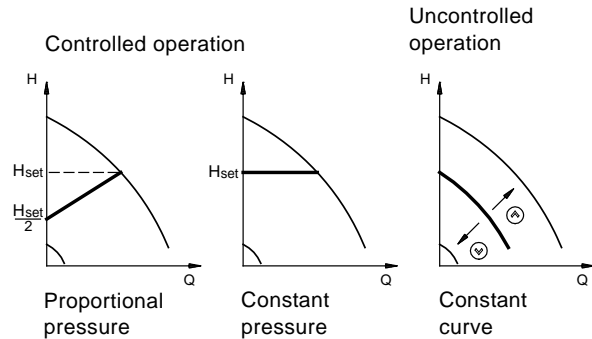 Controlled operation
Uncontrolled
operation
H
Hset
Hset
2
Q
Proportional
pressure
H
Hset
Q
Constant
pressure
H
Q
Constant
curve